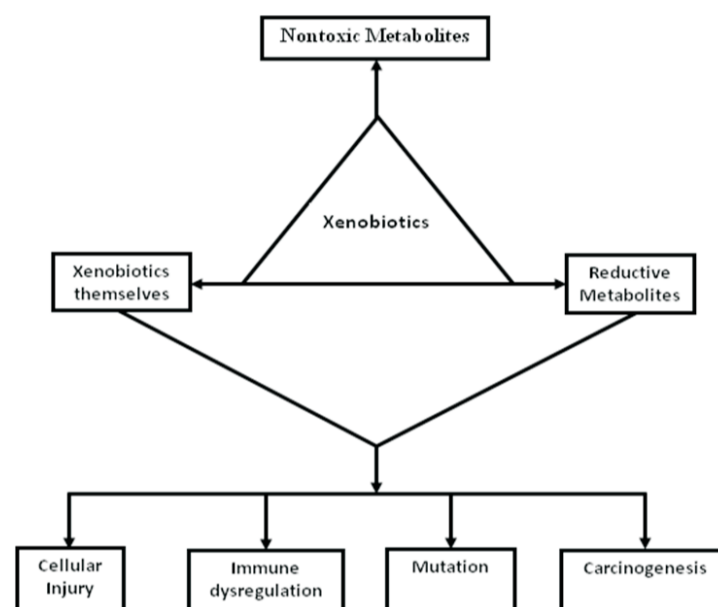 Nontoxic Metabolites
Xenobiotics
Xenobiotics
themselves
Reductive
Metabolites
Cellular
Injury
Immune
dysregulation
Mutation
Carcinogenesis